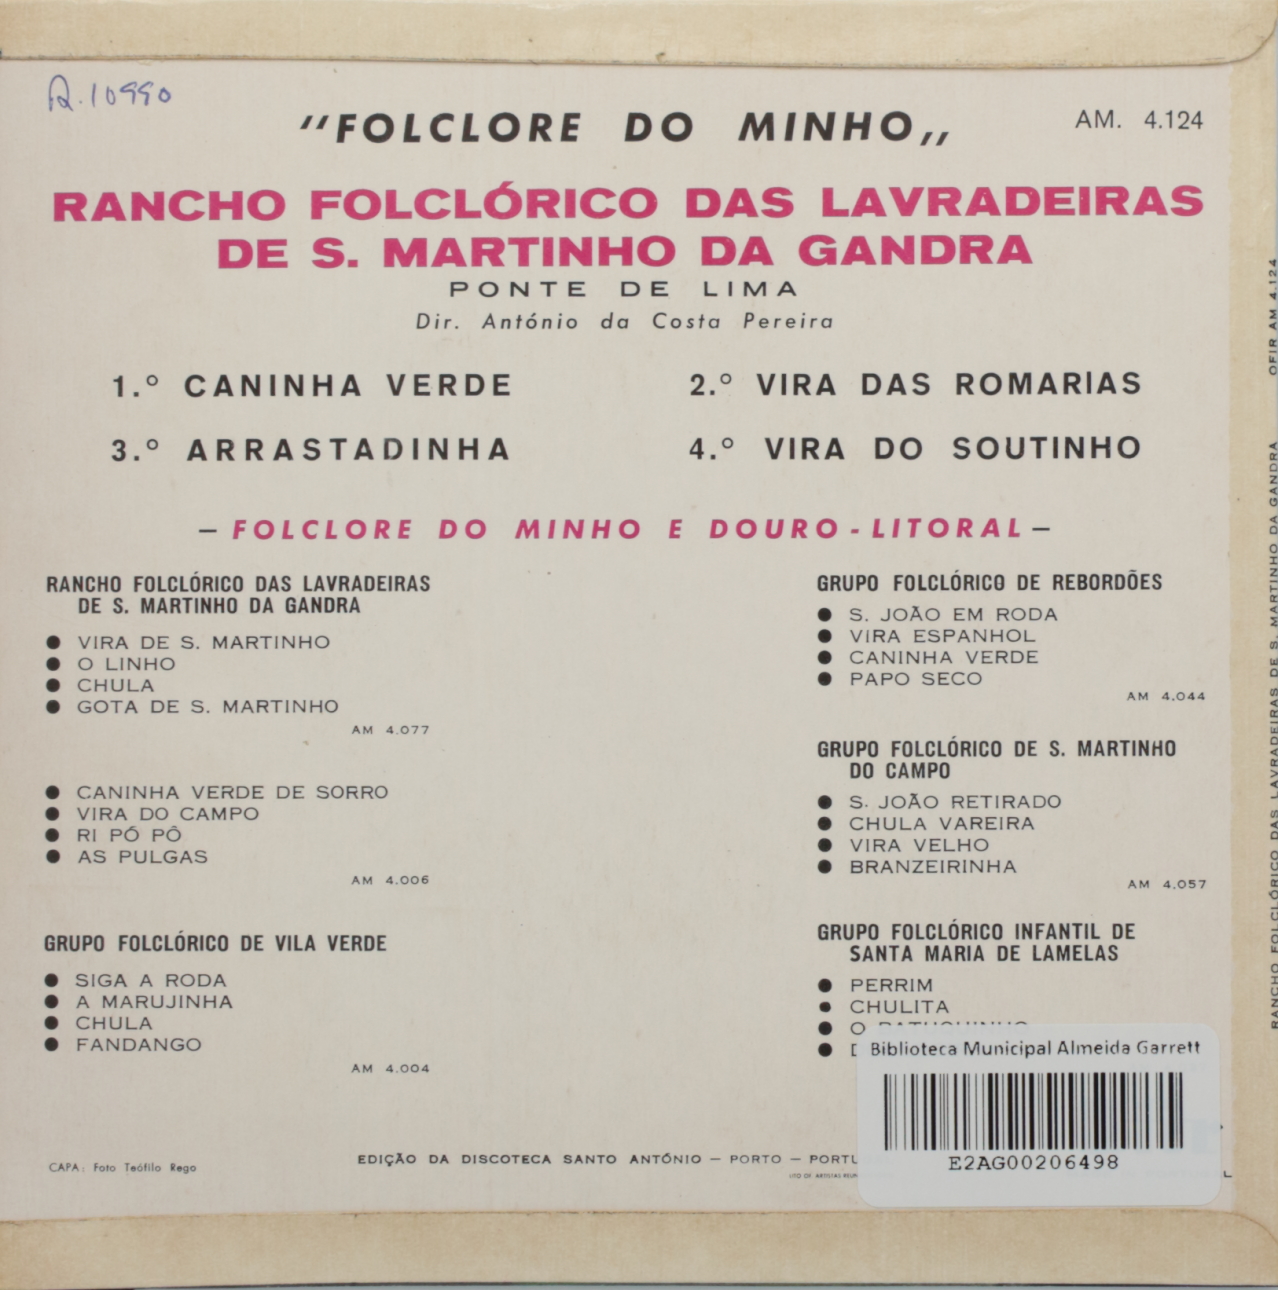 R.10990
"FOLCLORE DO MINHO„
AM. 4.124
RANCHO FOLCLÓRICO DAS LAVRADEIRAS
DE S. MARTINHO DA GANDRA
PONTE DE LIMA
Dir. António da Costa Pereira
1.º CANINHA VERDE
2.º VIRA DAS ROMARIAS
3.º ARRASTADINHA
4.º VIRA DO SOUTINHO
— FOLCLORE DO MINHO E DOURO - LITORAL —
RANCHO FOLCLÓRICO DAS LAVRADEIRAS
DE S. MARTINHO DA GANDRA
● VIRA DE S. MARTINHO
● O LINHO
● CHULA
● GOTA DE S. MARTINHO
AM 4.077
● CANINHA VERDE DE SORRO
● VIRA DO CAMPO
● RI PÓ PÔ
● AS PULGAS
AM 4.006
GRUPO FOLCLÓRICO DE VILA VERDE
● SIGA A RODA
● A MARUJINHA
● CHULA
● FANDANGO
AM 4.004
GRUPO FOLCLÓRICO DE REBORDÕES
● S. JOÃO EM RODA
● VIRA ESPANHOL
● CANINHA VERDE
● PAPO SECO
AM 4.044
GRUPO FOLCLÓRICO DE S. MARTINHO
DO CAMPO
● S. JOÃO RETIRADO
● CHULA VAREIRA
● VIRA VELHO
● BRANZEIRINHA
AM 4.057
GRUPO FOLCLÓRICO INFANTIL DE
SANTA MARIA DE LAMELAS
● PERRIM
● CHULITA
● O
Biblioteca Municipal Almeida Garrett
E2AG00206498
CAPA: Foto Teófilo Rego
EDIÇÃO DA DISCOTECA SANTO ANTÓNIO — PORTO —
RANCHO FOLCLÓRICO DAS LAVRADEIRAS DE S. MARTINHO DA GANDRA OFIR AM 4.124